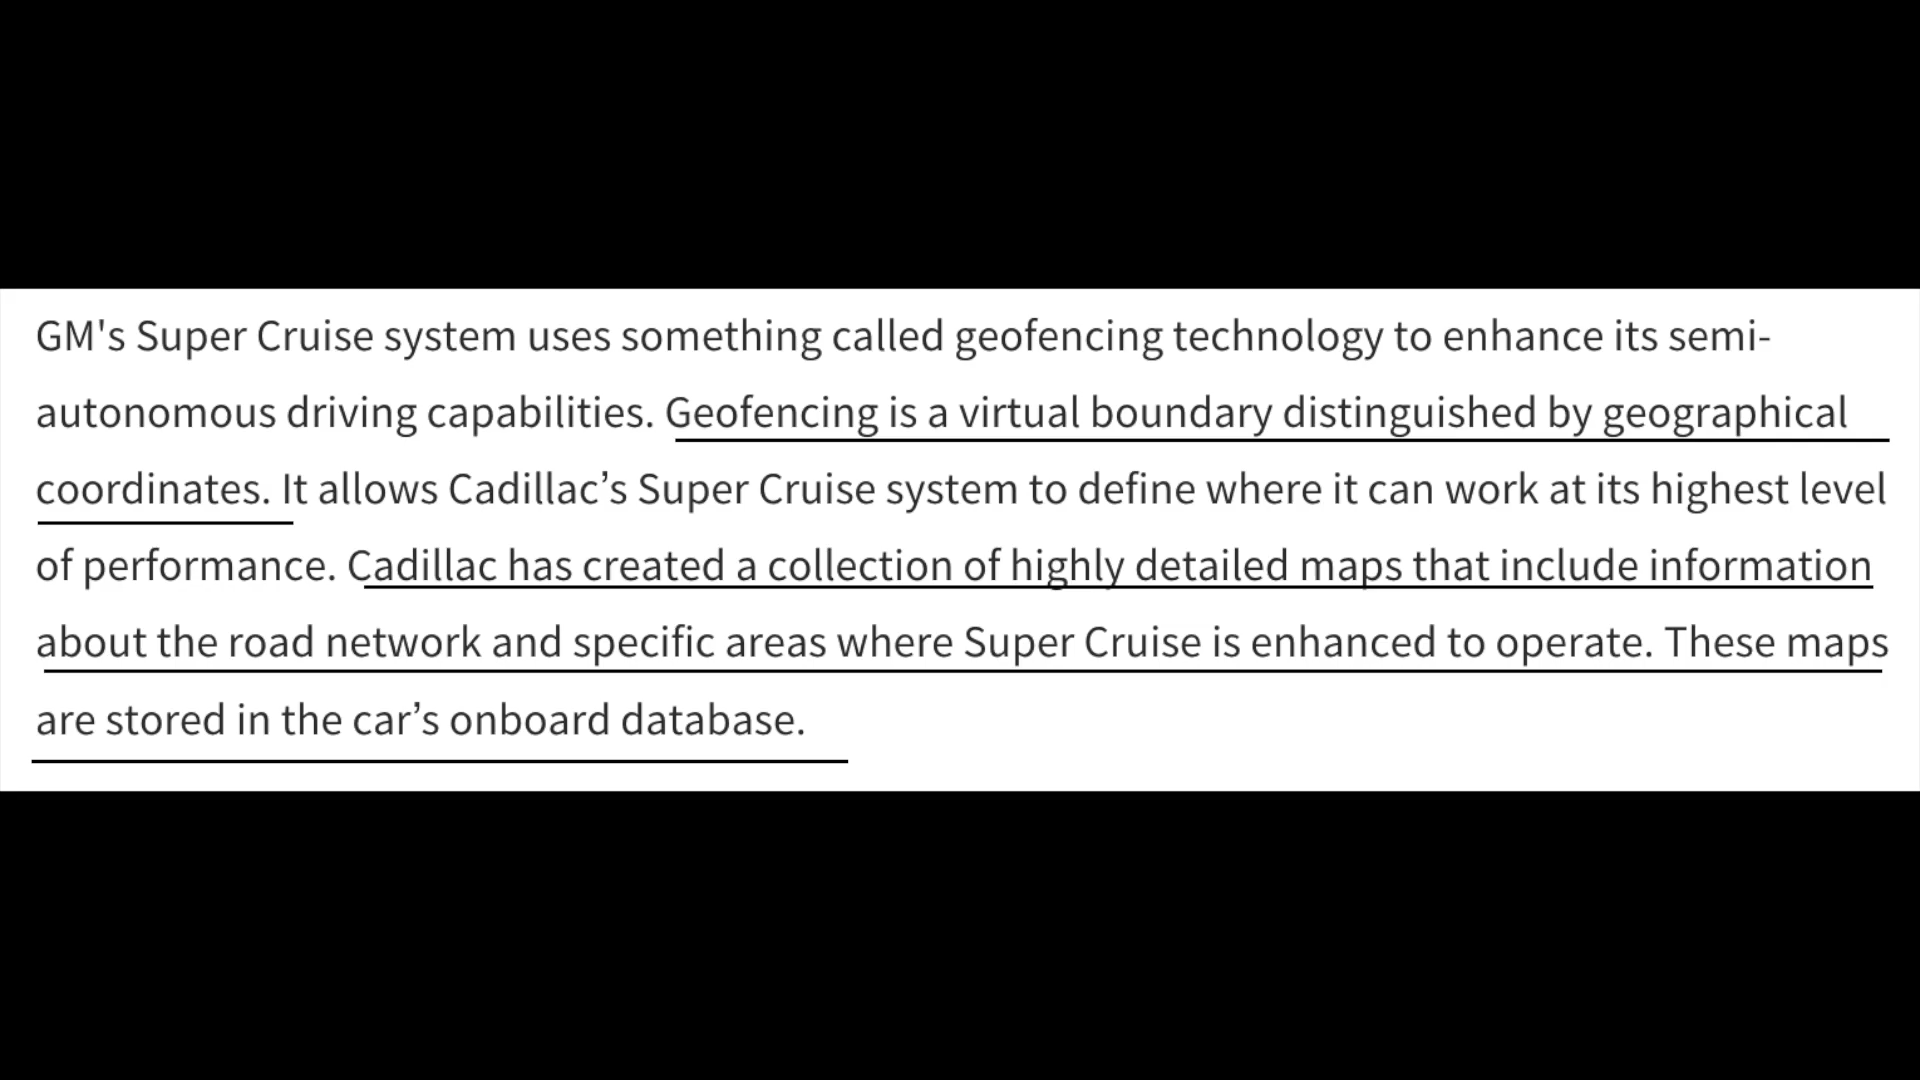 GM's Super Cruise system uses something called geofencing technology to enhance its semi-
autonomous driving capabilities. Geofencing is a virtual boundary distinguished by geographical
coordinates. It allows Cadillac’s Super Cruise system to define where it can work at its highest level
of performance. Cadillac has created a collection of highly detailed maps that include information
about the road network and specific areas where Super Cruise is enhanced to operate. These maps
are stored in the car’s onboard database.